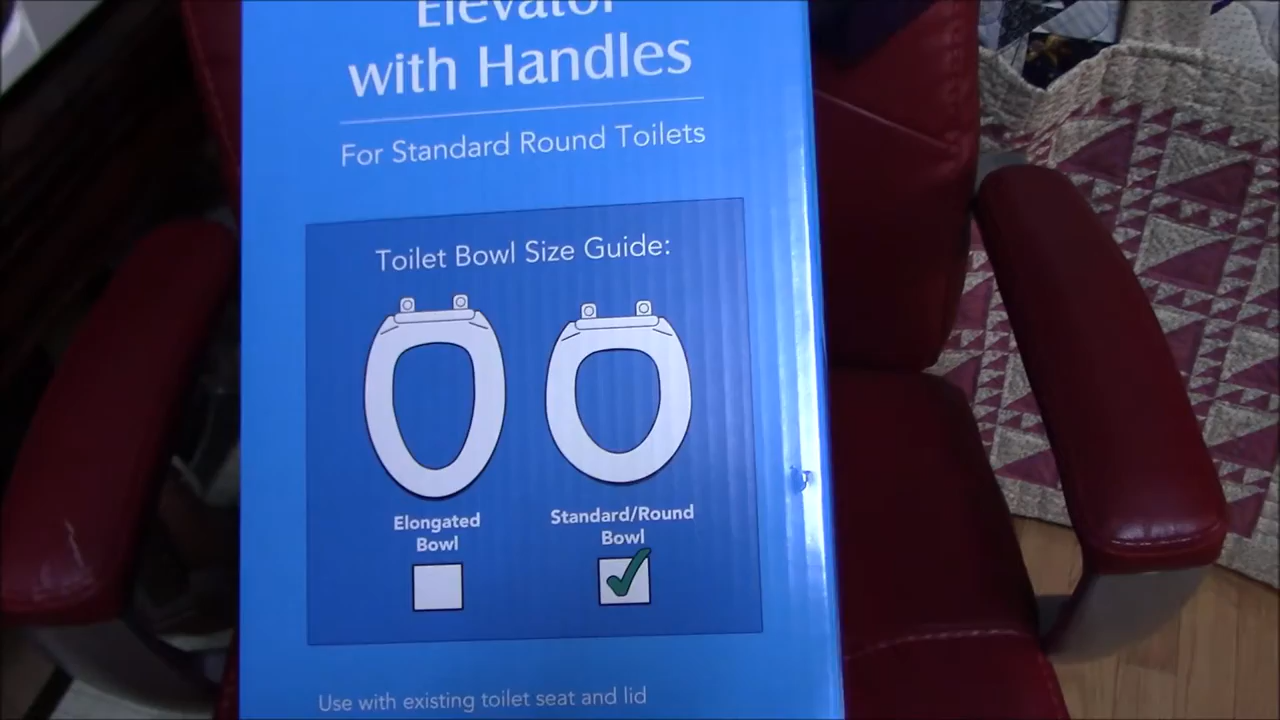 Elevator
with Handles
For Standard Round Toilets
Toilet Bowl Size Guide:
Elongated
Bowl
Standard/Round
Bowl
Use with existing toilet seat and lid